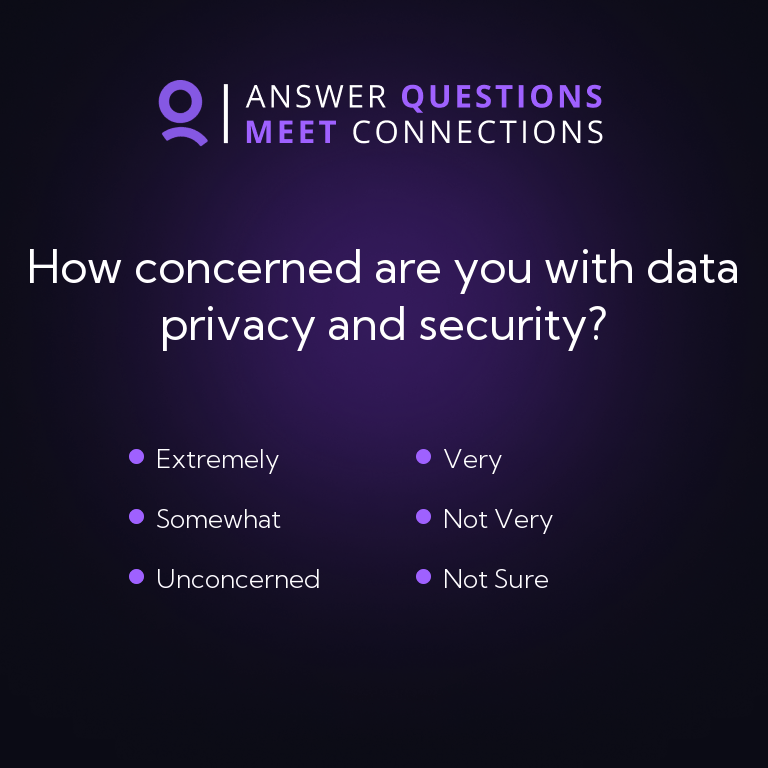 ANSWER QUESTIONS
MEET CONNECTIONS
How concerned are you with data
privacy and security?
Extremely
Very
Somewhat
Not Very
Unconcerned
Not Sure